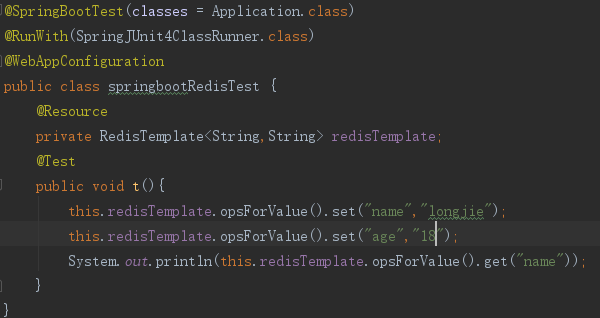 @SpringBootTest(classes = Application.class)
@RunWith(SpringJUnit4ClassRunner.class)
@WebAppConfiguration
public class springbootRedisTest {
    @Resource
    private RedisTemplate<String,String> redisTemplate;
    @Test
    public void t(){
        this.redisTemplate.opsForValue().set("name","longjie");
        this.redisTemplate.opsForValue().set("age","18");
        System.out.println(this.redisTemplate.opsForValue().get("name"));
    }
}